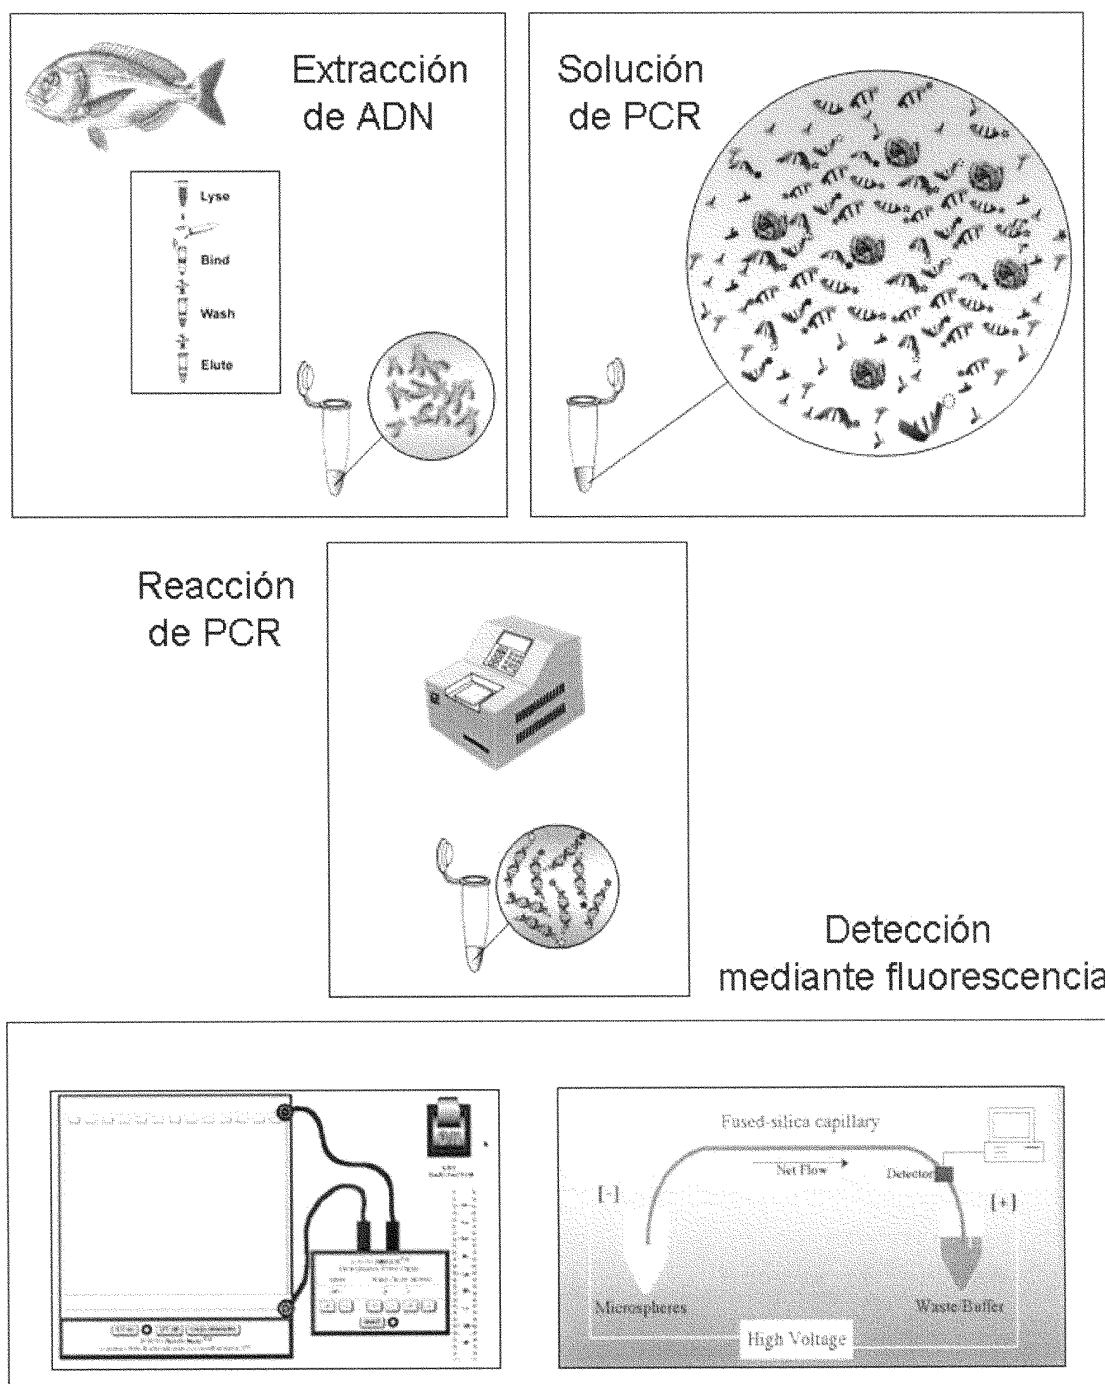 Extracción
de ADN
Lyse
Bind
Wash
Elute
Solución
de PCR
Reacción
de PCR
Detección
mediante fluorescencia
Fused-silica capillary
Net Flow
Detector
[-]
[+]
Microspheres
Waste Buffer
High Voltage